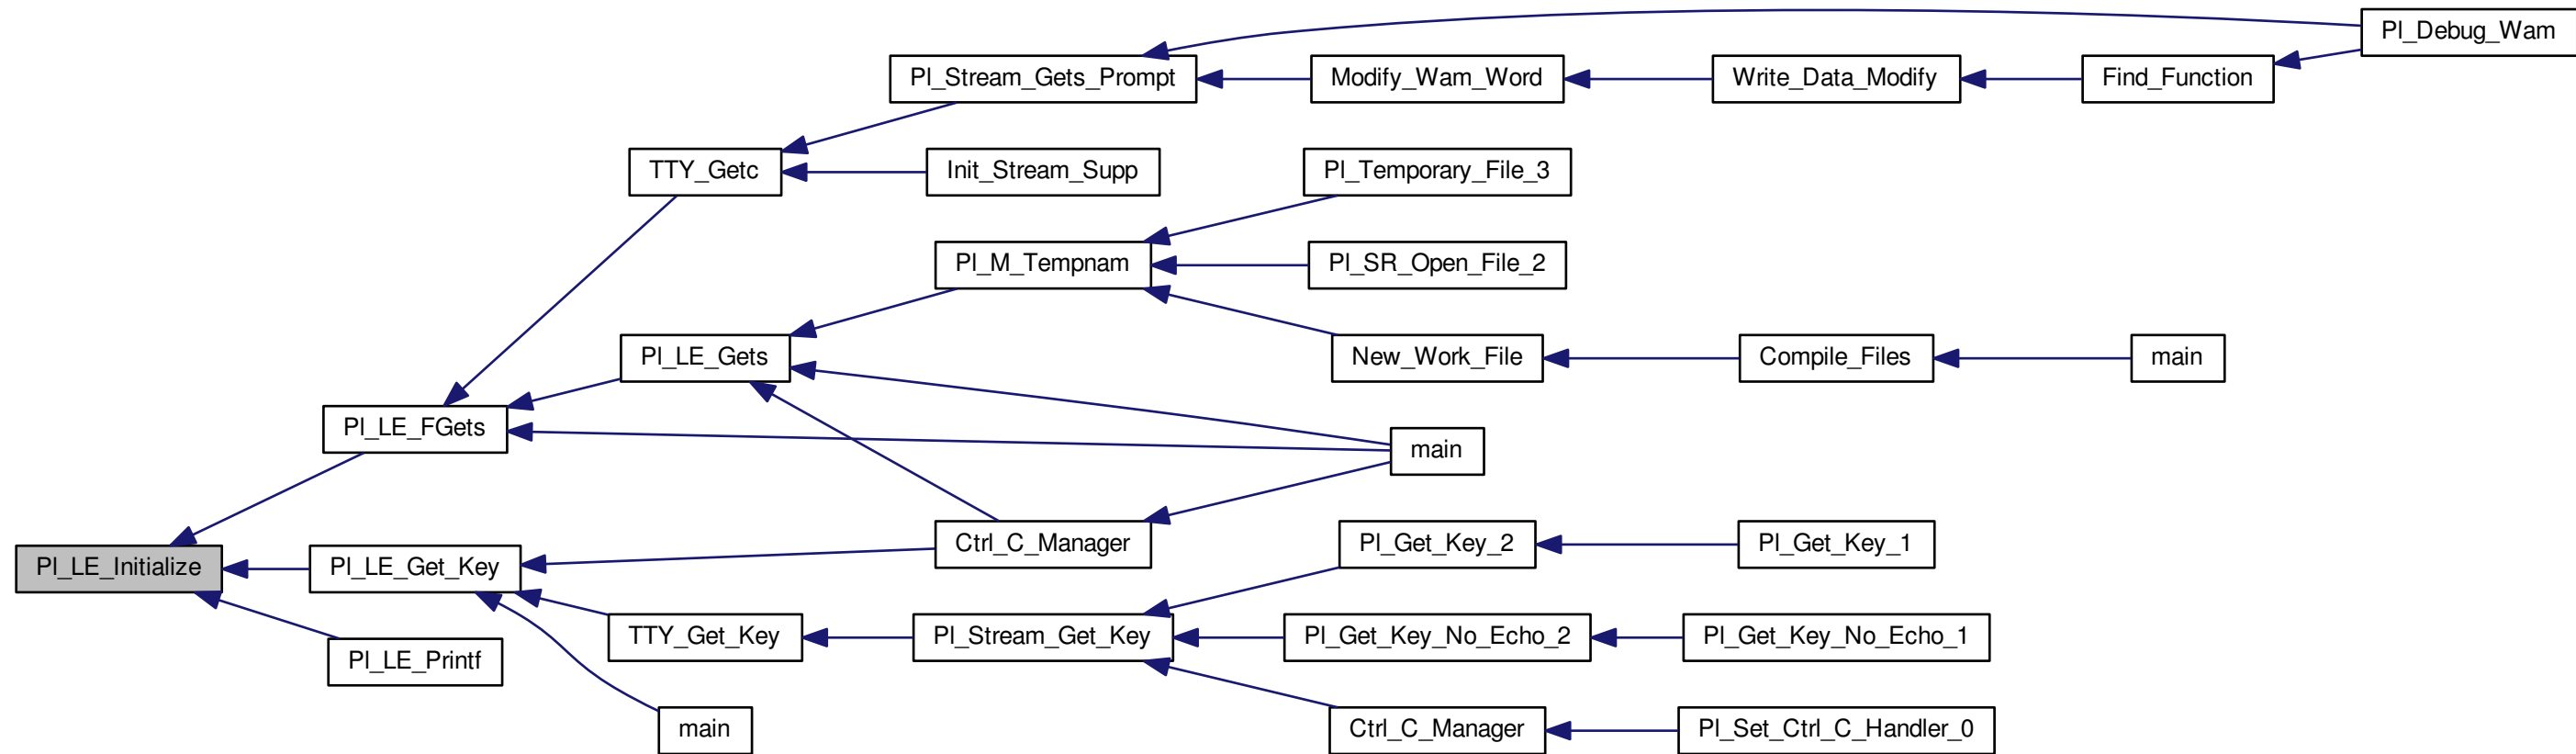 Pl_Debug_Wam
Pl_Stream_Gets_Prompt
Modify_Wam_Word
Write_Data_Modify
Find_Function
TTY_Getc
Init_Stream_Supp
Pl_Temporary_File_3
Pl_M_Tempnam
Pl_SR_Open_File_2
Pl_LE_Gets
New_Work_File
Compile_Files
main
Pl_LE_FGets
main
Pl_LE_Initialize
Pl_LE_Get_Key
Ctrl_C_Manager
Pl_Get_Key_2
Pl_Get_Key_1
TTY_Get_Key
Pl_Stream_Get_Key
Pl_Get_Key_No_Echo_2
Pl_Get_Key_No_Echo_1
Pl_LE_Printf
main
Ctrl_C_Manager
Pl_Set_Ctrl_C_Handler_0